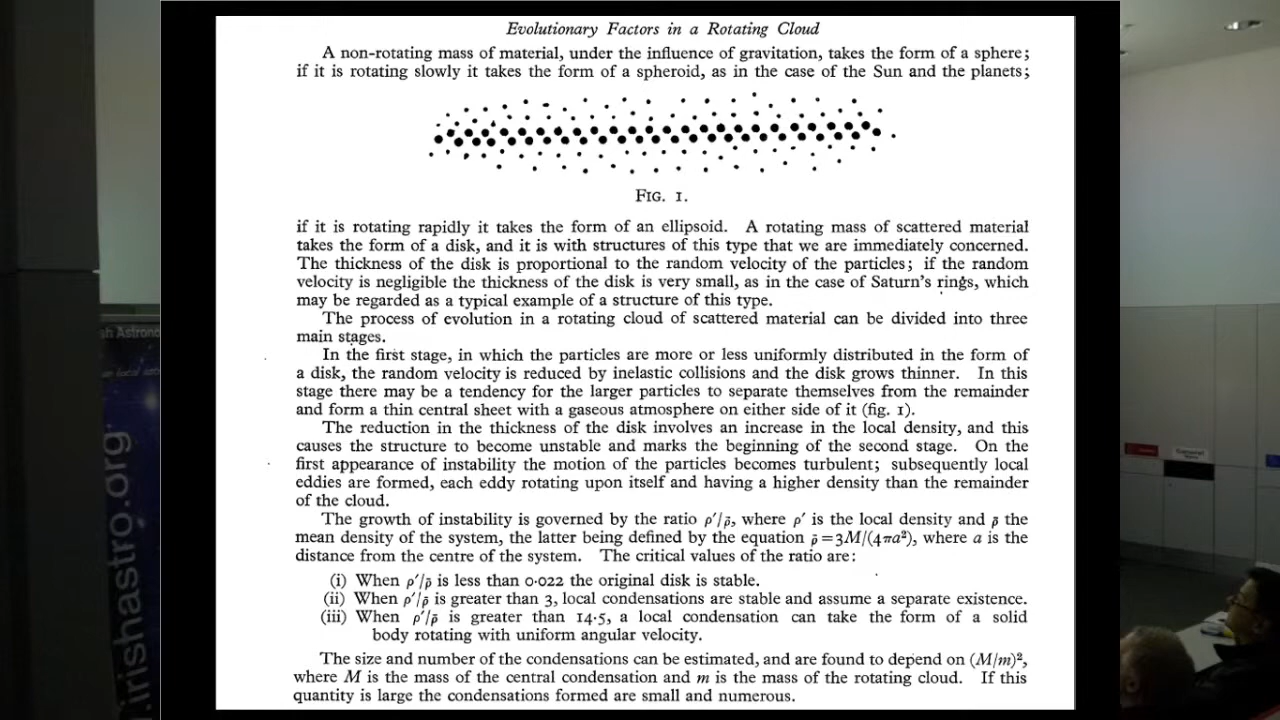 Evolutionary Factors in a Rotating Cloud
A non-rotating mass of material, under the influence of gravitation, takes the form of a sphere;
if it is rotating slowly it takes the form of a spheroid, as in the case of the Sun and the planets;
FIG. 1.
if it is rotating rapidly it takes the form of an ellipsoid. A rotating mass of scattered material
takes the form of a disk, and it is with structures of this type that we are immediately concerned.
The thickness of the disk is proportional to the random velocity of the particles; if the random
velocity is negligible the thickness of the disk is very small, as in the case of Saturn's rings, which
may be regarded as a typical example of a structure of this type.
The process of evolution in a rotating cloud of scattered material can be divided into three
main stages.
In the first stage, in which the particles are more or less uniformly distributed in the form of
a disk, the random velocity is reduced by inelastic collisions and the disk grows thinner. In this
stage there may be a tendency for the larger particles to separate themselves from the remainder
and form a thin central sheet with a gaseous atmosphere on either side of it (fig. 1).
The reduction in the thickness of the disk involves an increase in the local density, and this
causes the structure to become unstable and marks the beginning of the second stage. On the
first appearance of instability the motion of the particles becomes turbulent; subsequently local
eddies are formed, each eddy rotating upon itself and having a higher density than the remainder
of the cloud.
The growth of instability is governed by the ratio ρ′/ρ̄, where ρ′ is the local density and ρ̄ the
mean density of the system, the latter being defined by the equation ρ̄=3M/(4πa²), where a is the
distance from the centre of the system. The critical values of the ratio are:
(i) When ρ′/ρ̄ is less than 0·022 the original disk is stable.
(ii) When ρ′/ρ̄ is greater than 3, local condensations are stable and assume a separate existence.
(iii) When ρ′/ρ̄ is greater than 14·5, a local condensation can take the form of a solid
body rotating with uniform angular velocity.
The size and number of the condensations can be estimated, and are found to depend on (M/m)²,
where M is the mass of the central condensation and m is the mass of the rotating cloud. If this
quantity is large the condensations formed are small and numerous.
sh Astrono
.irishastro.org